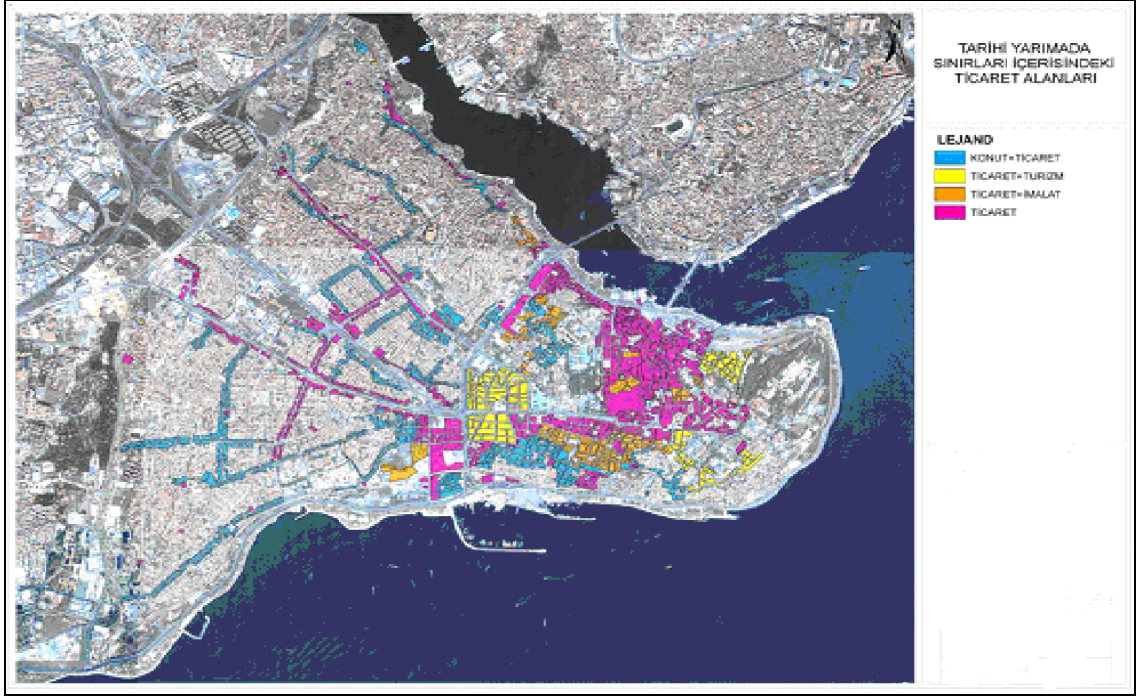 N
TARİHİ YARIMADA
SINIRLARI İÇERİSİNDEKİ
TİCARET ALANLARI
LEJAND
KONUT+TİCARET
TİCARET+TURİZM
TİCARET+İMALAT
TİCARET